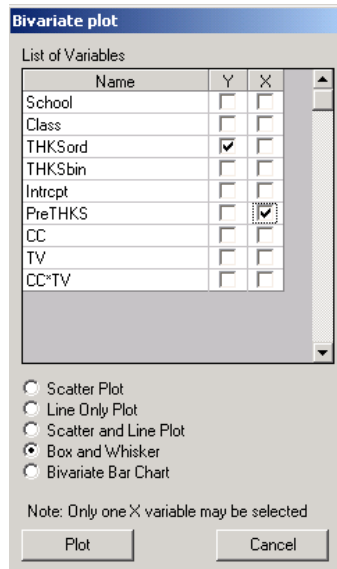 Bivariate plot
List of Variables
Name Y X
School
Class
THKSord
THKSbin
Intrcpt
PreTHKS
CC
TV
CC*TV
Scatter Plot
Line Only Plot
Scatter and Line Plot
Box and Whisker
Bivariate Bar Chart
Note: Only one X variable may be selected
Plot Cancel